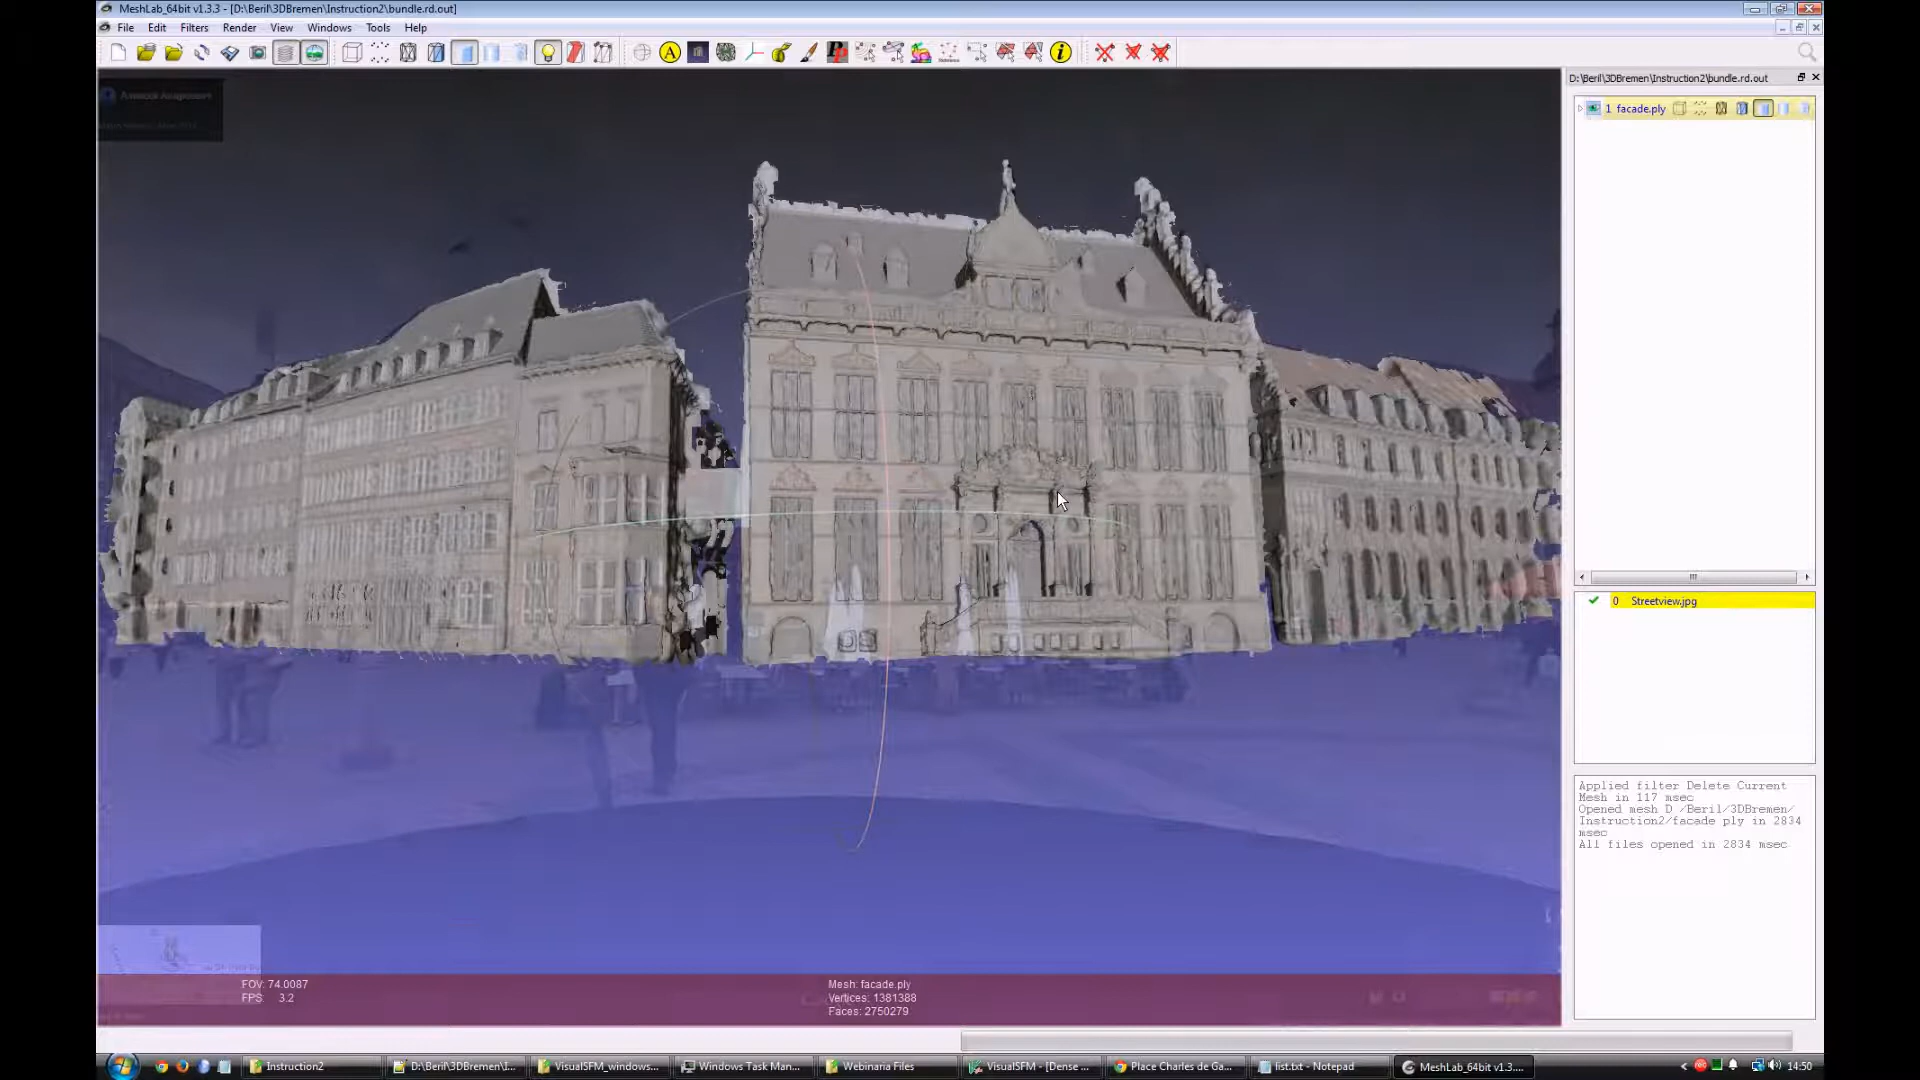 MeshLab_64bit v1.3.3 - [D:\Beril\3DBremen\Instruction2\bundle.rd.out]
File Edit Filters Render View Windows Tools Help
D:\Beril\3DBremen\Instruction2\bundle.rd.out
1 facade.ply
0 Streetview.jpg
Applied filter Delete Current
Mesh in 117 msec
Opened mesh D /Beril/3DBremen/
Instruction2/facade ply in 2834
msec
All files opened in 2834 msec
FOV: 74.0087
FPS: 3.2
Mesh: facade.ply
Vertices: 1381388
Faces: 2750279
Instruction2 D:\Beril\3DBremen\I... VisualSFM_windows... Windows Task Man... Webinaria Files VisualSFM - [Dense ... Place Charles de Ga... list.txt - Notepad MeshLab_64bit v1.3.... 14:50